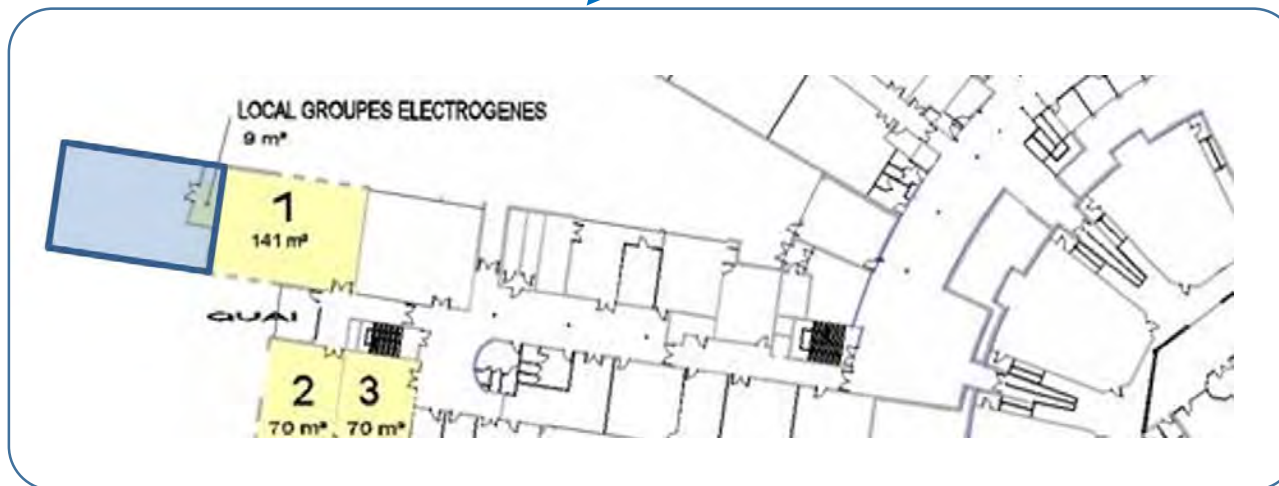 LOCAL GROUPES ELECTROGENES
9 m²
1
141 m²
QUAI
2
3
70 m²
70 m²